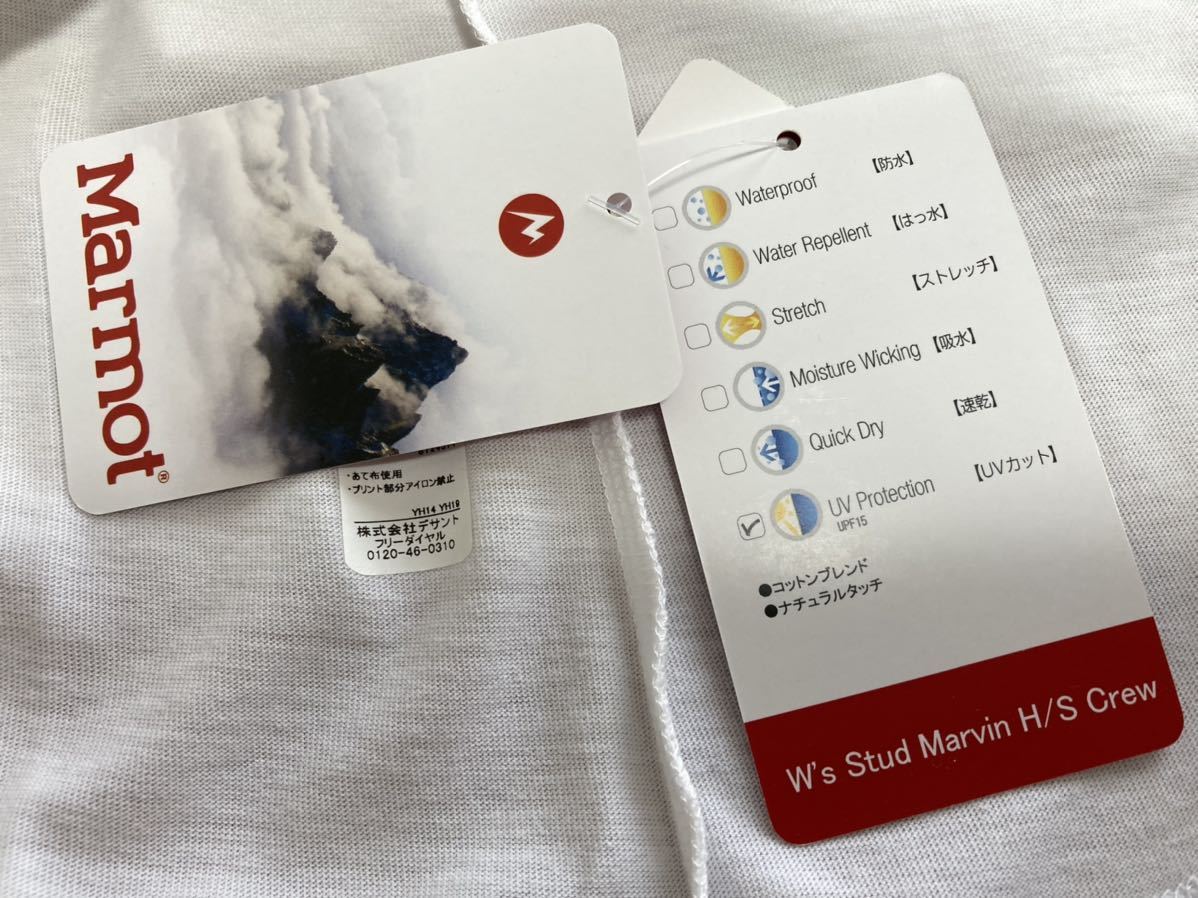 Marmot®
・あて布使用
・プリント部分アイロン禁止
YH14 YH19
株式会社デサント
フリーダイヤル
0120-46-0310
Waterproof 【防水】
Water Repellent 【はっ水】
Stretch 【ストレッチ】
Moisture Wicking 【吸水】
Quick Dry 【速乾】
UV Protection 【UVカット】
UPF15
●コットンブレンド
●ナチュラルタッチ
W's Stud Marvin H/S Crew